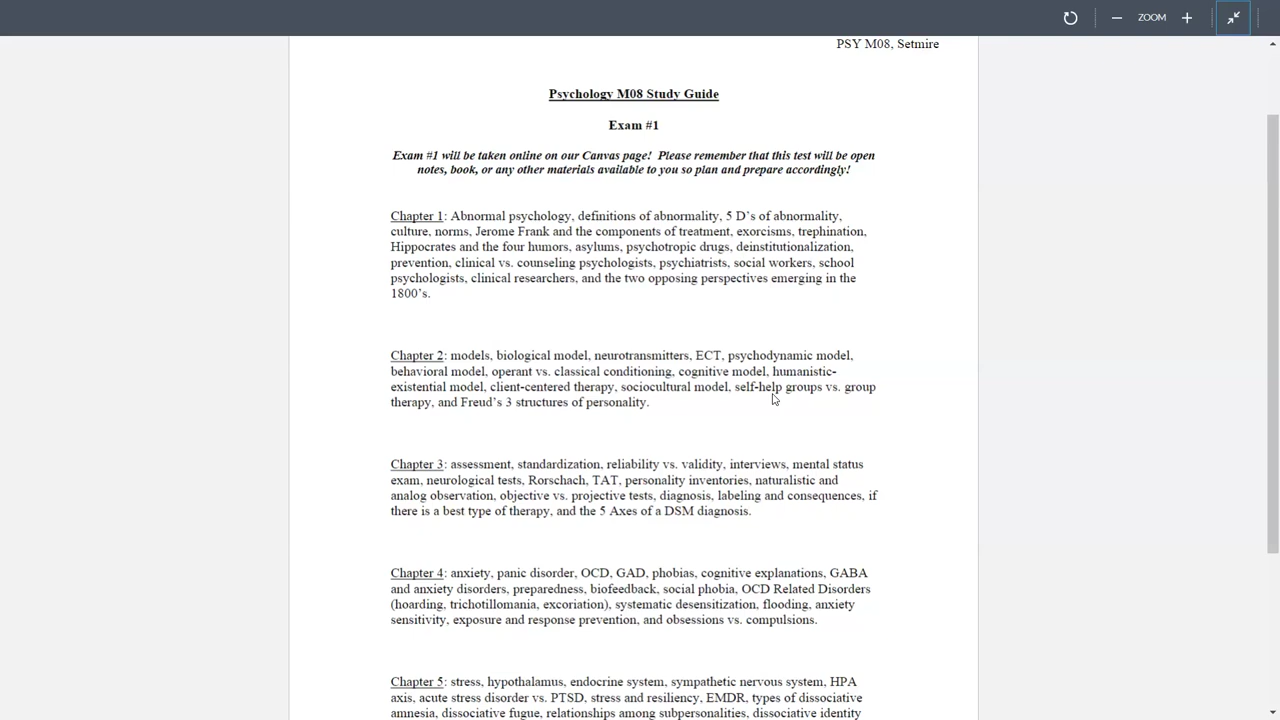 ZOOM
PSY M08, Setmire
Psychology M08 Study Guide
Exam #1
Exam #1 will be taken online on our Canvas page!  Please remember that this test will be open
notes, book, or any other materials available to you so plan and prepare accordingly!
Chapter 1: Abnormal psychology, definitions of abnormality, 5 D’s of abnormality,
culture, norms, Jerome Frank and the components of treatment, exorcisms, trephination,
Hippocrates and the four humors, asylums, psychotropic drugs, deinstitutionalization,
prevention, clinical vs. counseling psychologists, psychiatrists, social workers, school
psychologists, clinical researchers, and the two opposing perspectives emerging in the
1800’s.
Chapter 2: models, biological model, neurotransmitters, ECT, psychodynamic model,
behavioral model, operant vs. classical conditioning, cognitive model, humanistic-
existential model, client-centered therapy, sociocultural model, self-help groups vs. group
therapy, and Freud’s 3 structures of personality.
Chapter 3: assessment, standardization, reliability vs. validity, interviews, mental status
exam, neurological tests, Rorschach, TAT, personality inventories, naturalistic and
analog observation, objective vs. projective tests, diagnosis, labeling and consequences, if
there is a best type of therapy, and the 5 Axes of a DSM diagnosis.
Chapter 4: anxiety, panic disorder, OCD, GAD, phobias, cognitive explanations, GABA
and anxiety disorders, preparedness, biofeedback, social phobia, OCD Related Disorders
(hoarding, trichotillomania, excoriation), systematic desensitization, flooding, anxiety
sensitivity, exposure and response prevention, and obsessions vs. compulsions.
Chapter 5: stress, hypothalamus, endocrine system, sympathetic nervous system, HPA
axis, acute stress disorder vs. PTSD, stress and resiliency, EMDR, types of dissociative
amnesia, dissociative fugue, relationships among subpersonalities, dissociative identity